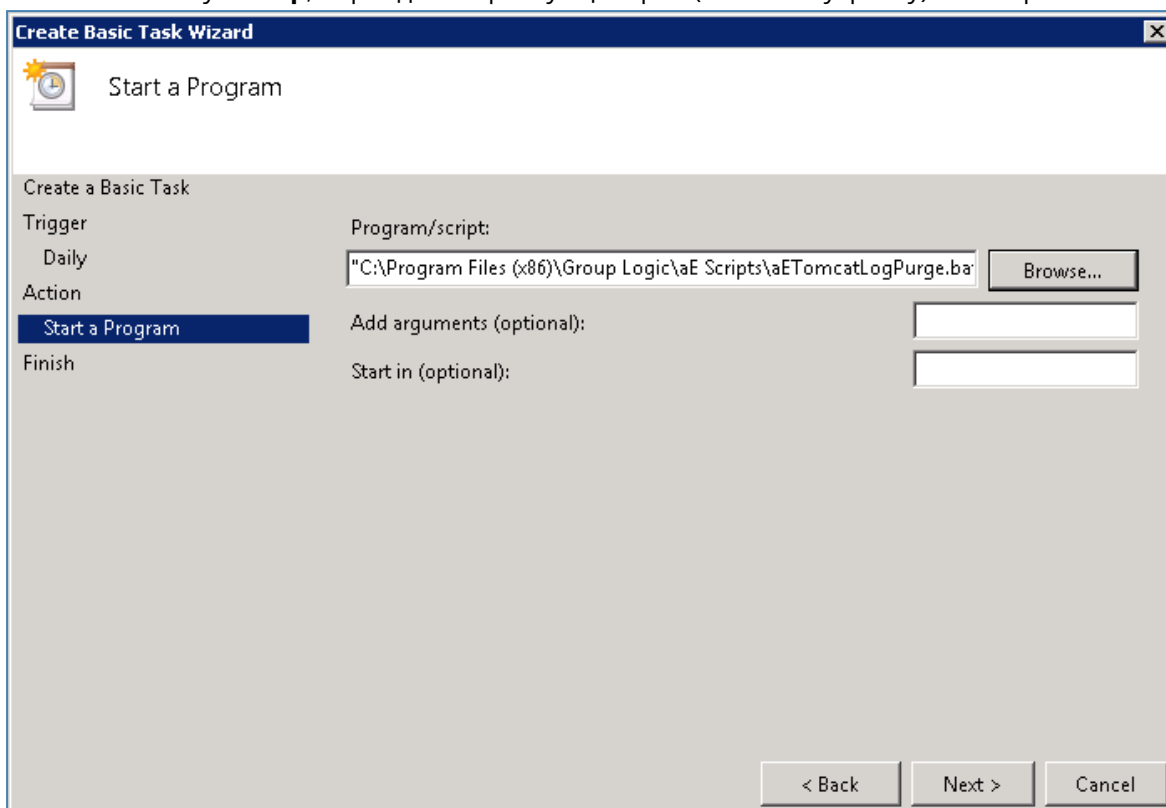 Create Basic Task Wizard
Start a Program
Create a Basic Task
Trigger
Daily
Action
Start a Program
Finish
Program/script:
"C:\Program Files (x86)\Group Logic\aE Scripts\aETomcatLogPurge.ba
Browse...
Add arguments (optional):
Start in (optional):
< Back
Next >
Cancel